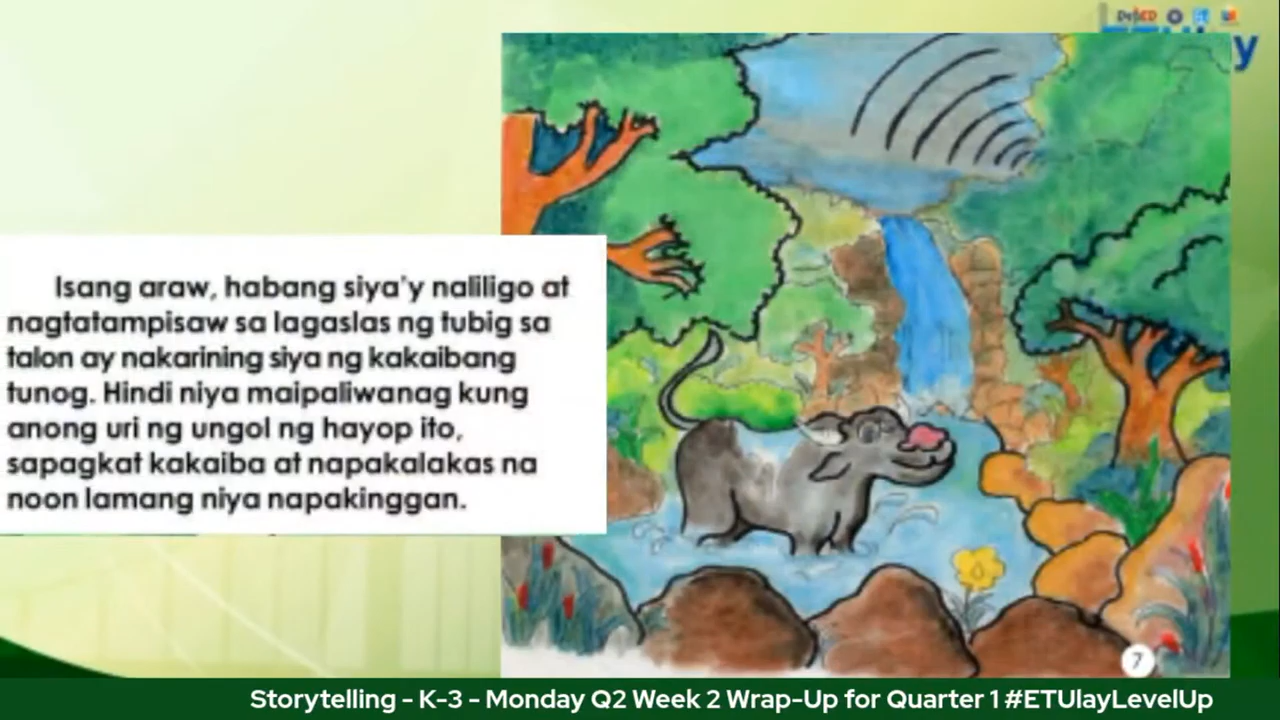 DepED
ETUlay
Isang araw, habang siya'y naliligo at
nagtatampisaw sa lagaslas ng tubig sa
talon ay nakarining siya ng kakaibang
tunog. Hindi niya maipaliwanag kung
anong uri ng ungol ng hayop ito,
sapagkat kakaiba at napakalakas na
noon lamang niya napakinggan.
7
Storytelling - K-3 - Monday Q2 Week 2 Wrap-Up for Quarter 1 #ETUlayLevelUp